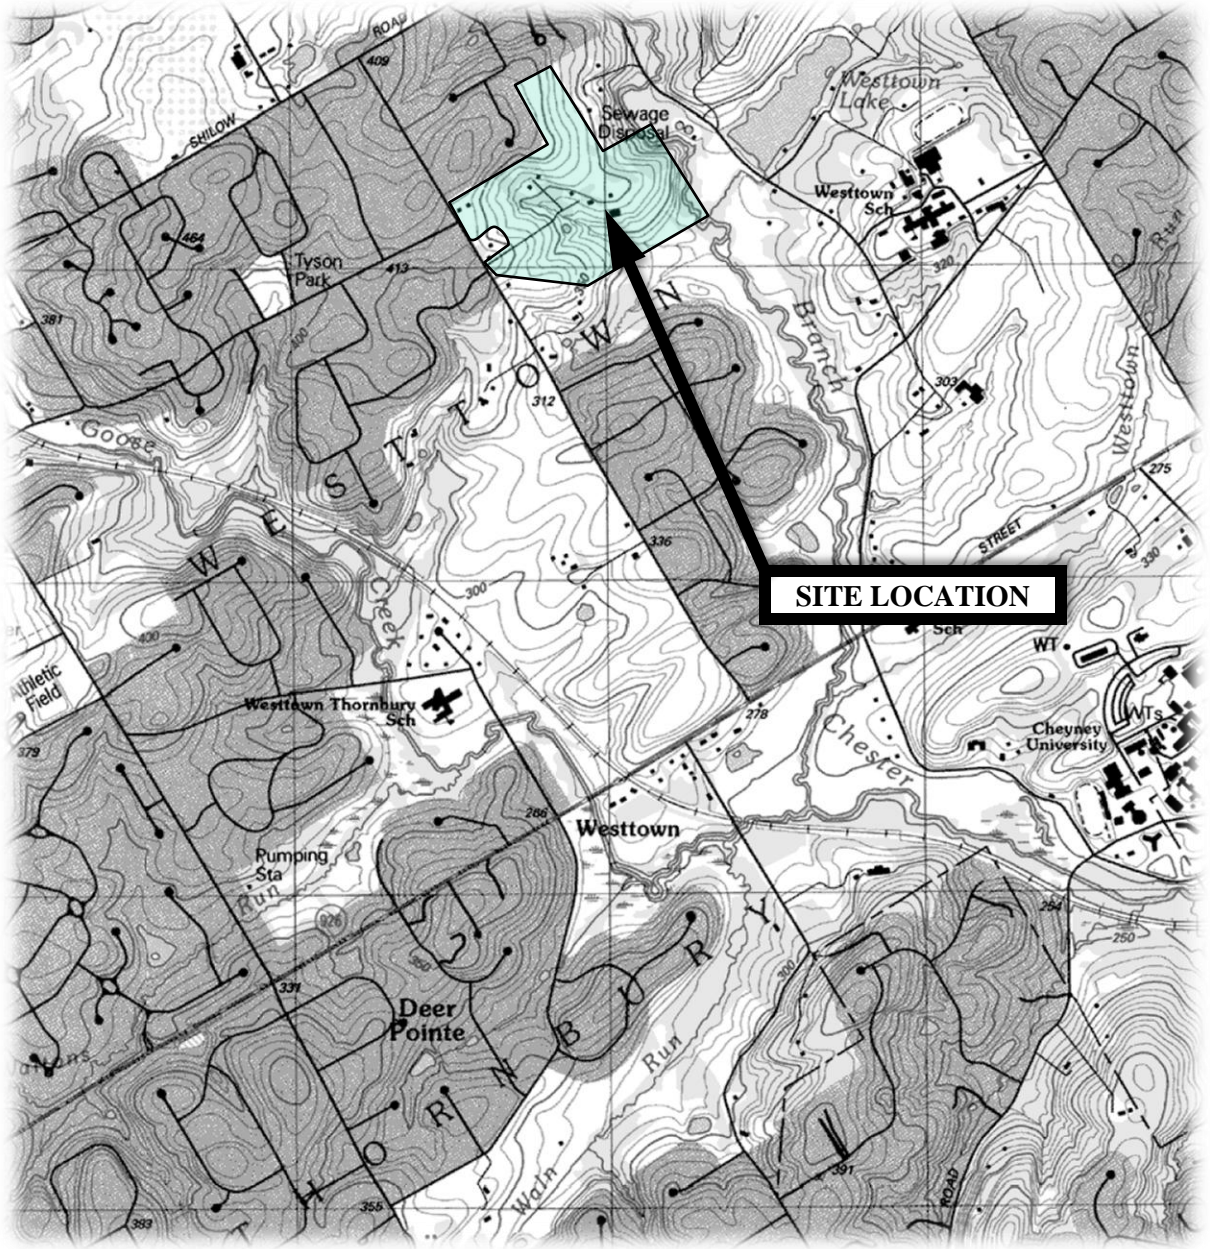 ROAD
409
Westtown
Lake
Sewage
Disposal
SHILOW
Westtown
Sch
Run
464
Tyson
Park
413
320
381
400
W N
Branch
O
312
303
Westtown
T
Goose
T
S
275
E
336
STREET
W
330
300
Creek
SITE LOCATION
400
Sch
WT
Athletic
Field
Westtown Thornbury
Sch
278
WTs
Cheyney
University
Chester
379
266
Westtown
Pumping
Sta
Run
926
Y
254
250
350
R
300
331
U
Deer
Pointe
B
Run
N
R
O
391
H
Waln
ROAD
355
383
T